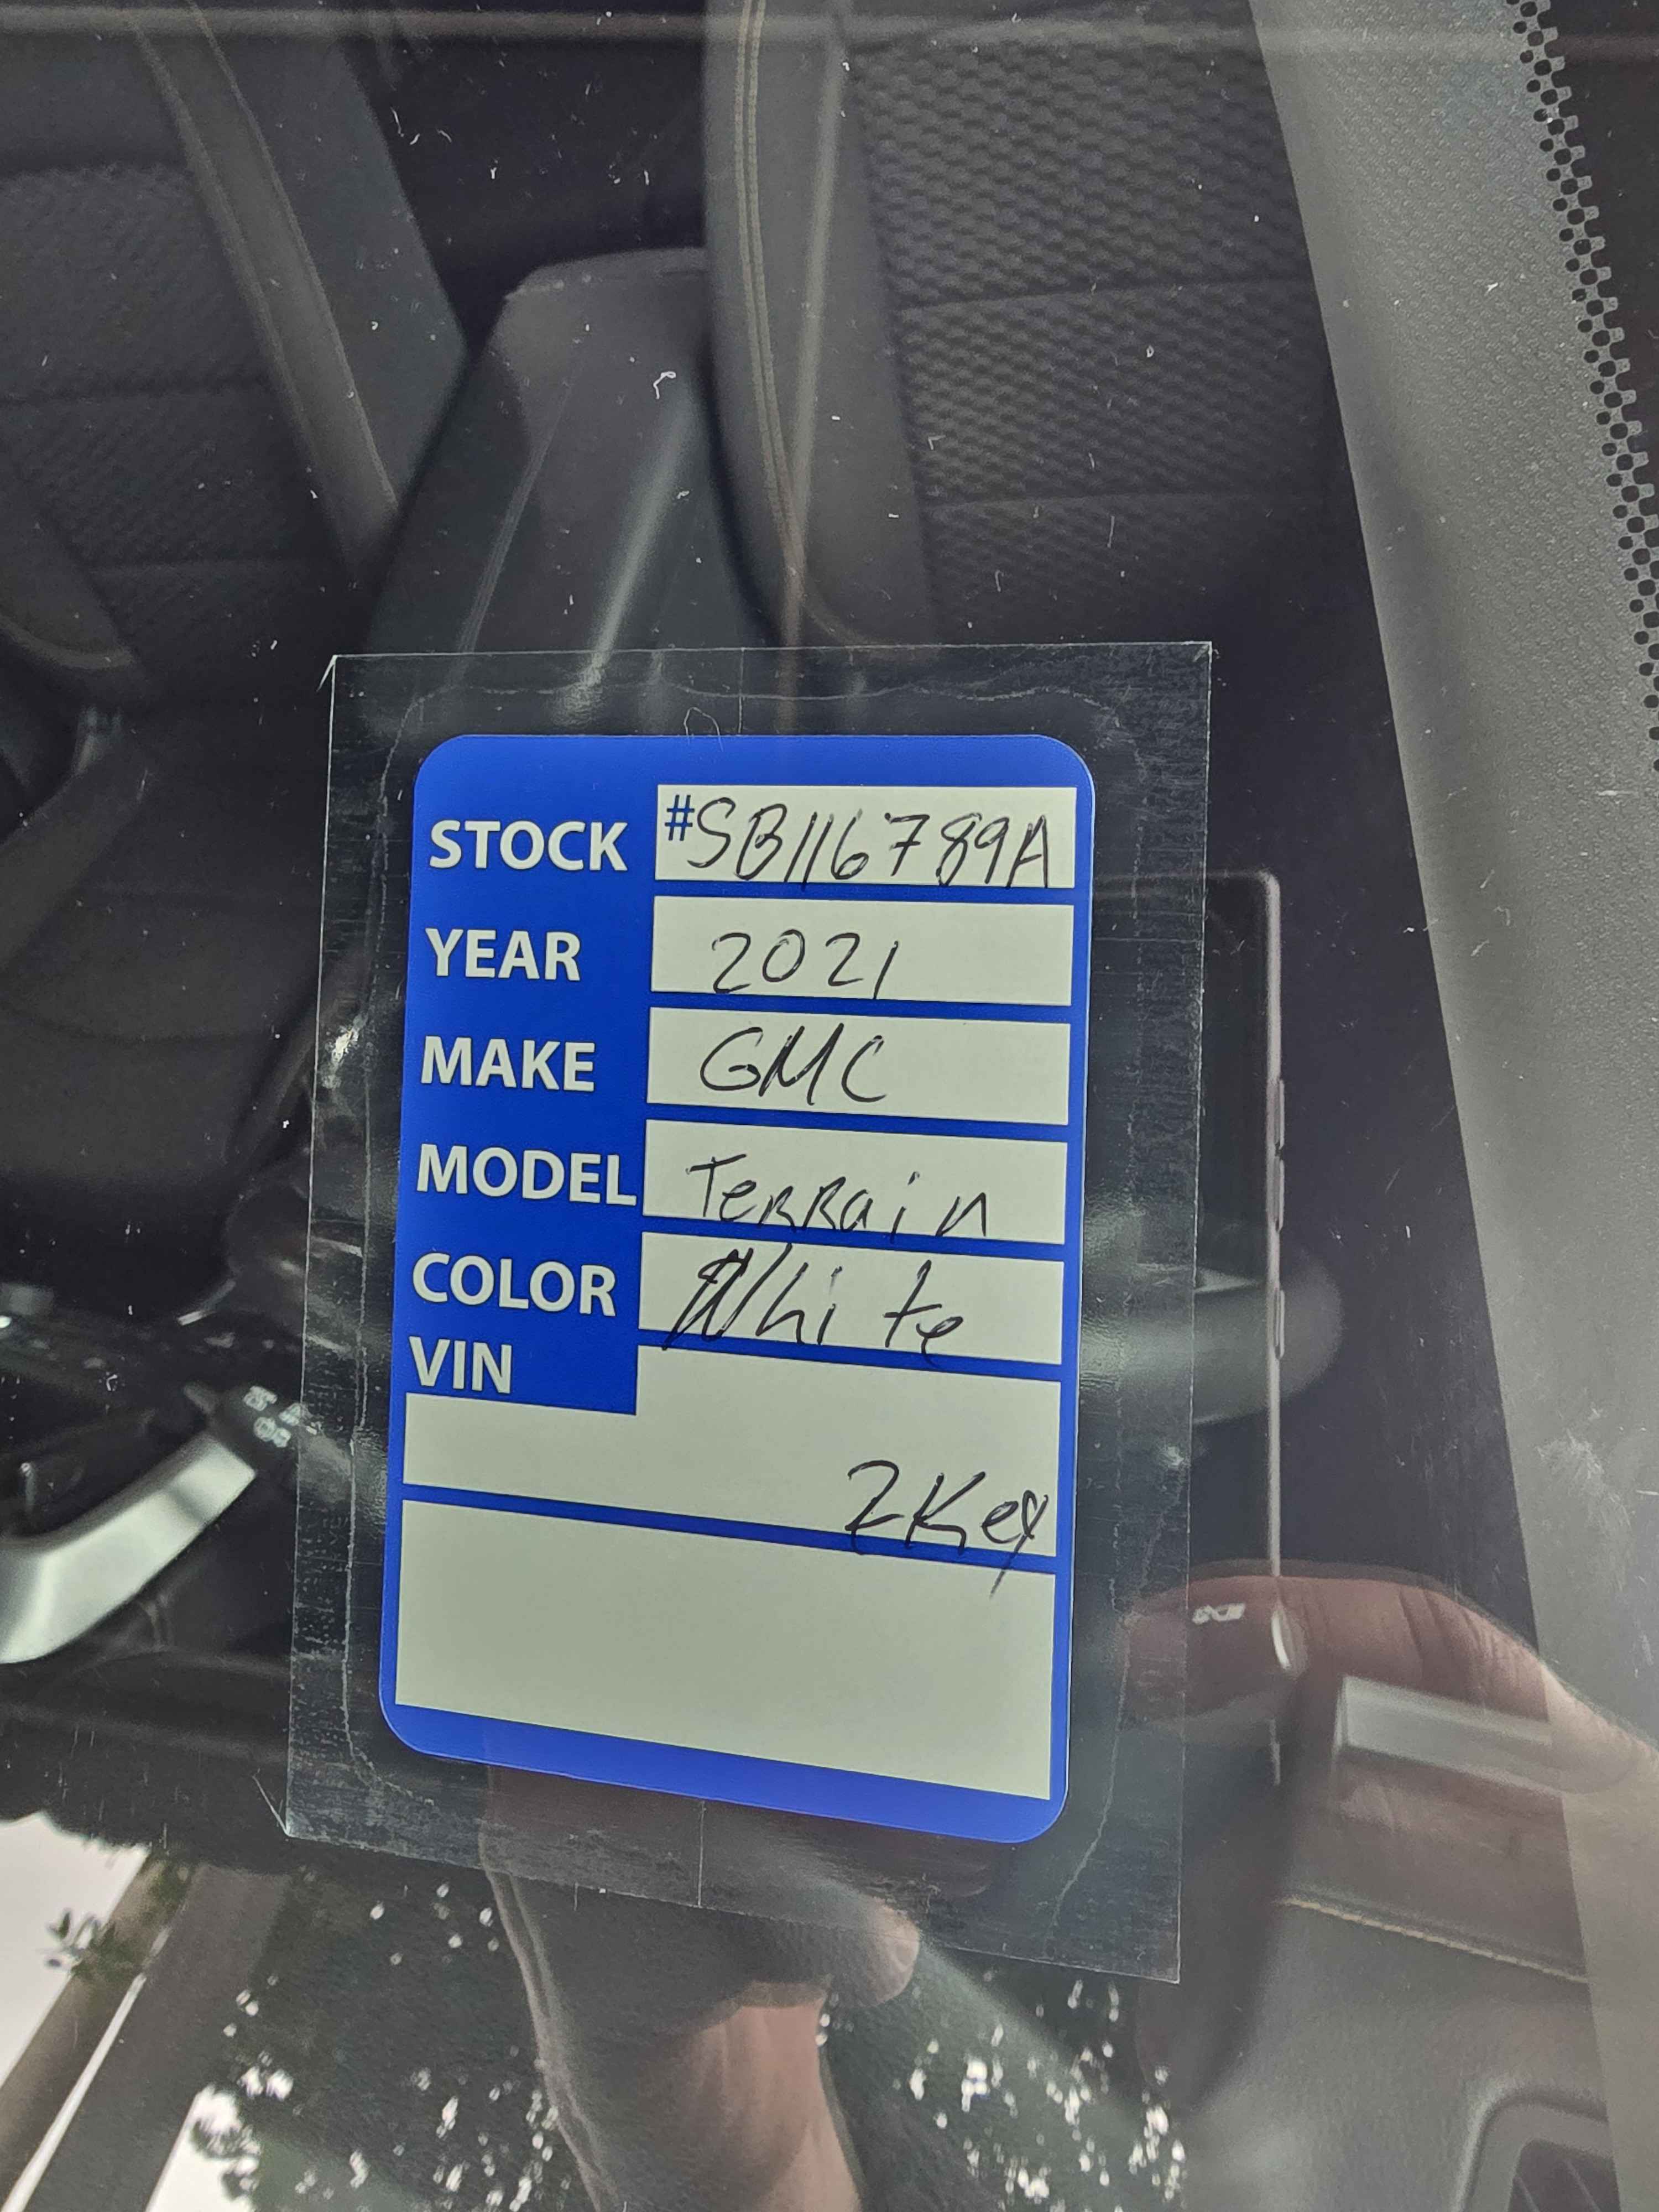 STOCK #SB116789A
YEAR 2021
MAKE GMC
MODEL Terrain
COLOR White
VIN
2Key